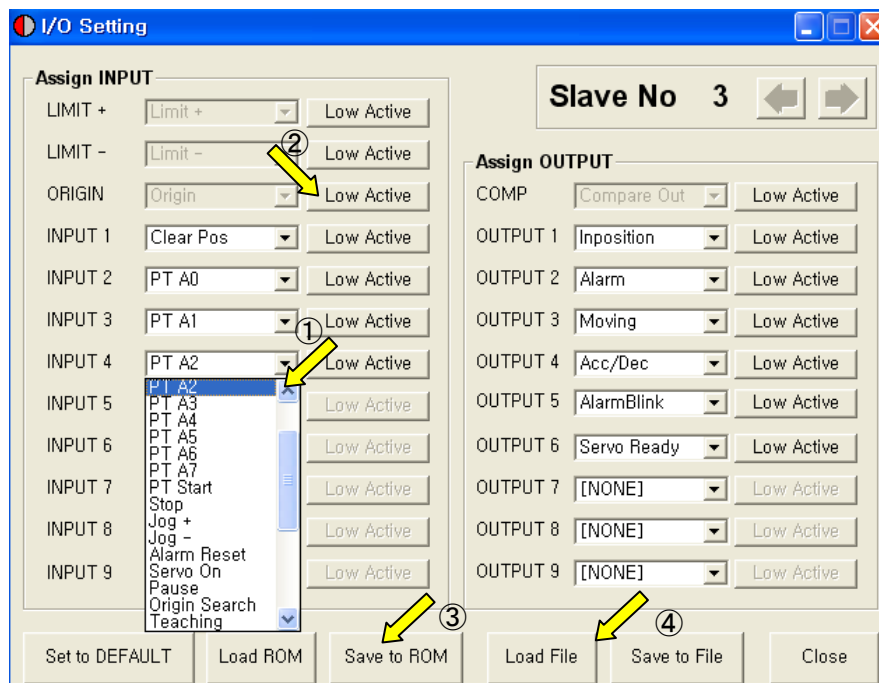 I/O Setting
Assign INPUT
LIMIT + Limit + Low Active
LIMIT - Limit - Low Active
②
ORIGIN Origin Low Active
INPUT 1 Clear Pos Low Active
INPUT 2 PT A0 Low Active
INPUT 3 PT A1 Low Active
①
INPUT 4 PT A2 Low Active
PT A2
PT A3
PT A4
PT A5
PT A6
PT A7
PT Start
Stop
Jog +
Jog -
Alarm Reset
Servo On
Pause
Origin Search
Teaching
INPUT 5 Low Active
INPUT 6 Low Active
INPUT 7 Low Active
INPUT 8 Low Active
INPUT 9 Low Active
Slave No 3
Assign OUTPUT
COMP Compare Out Low Active
OUTPUT 1 Inposition Low Active
OUTPUT 2 Alarm Low Active
OUTPUT 3 Moving Low Active
OUTPUT 4 Acc/Dec Low Active
OUTPUT 5 AlarmBlink Low Active
OUTPUT 6 Servo Ready Low Active
OUTPUT 7 [NONE] Low Active
OUTPUT 8 [NONE] Low Active
OUTPUT 9 [NONE] Low Active
③ ④
Set to DEFAULT Load ROM Save to ROM Load File Save to File Close